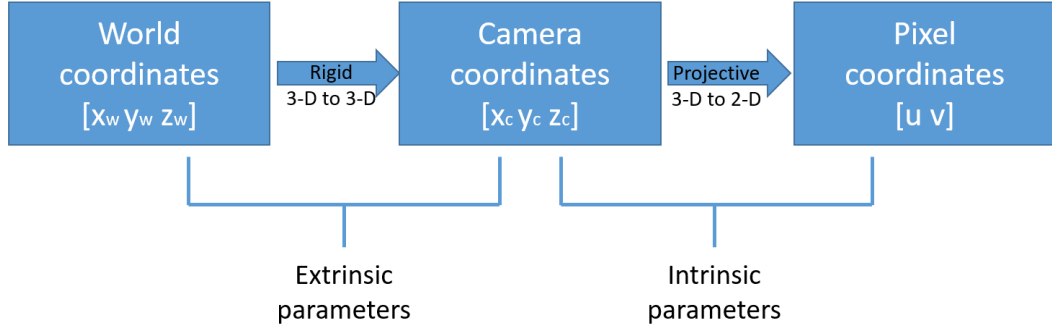 World
coordinates
[xw yw zw]
Rigid
3-D to 3-D
Camera
coordinates
[xc yc zc]
Projective
3-D to 2-D
Pixel
coordinates
[u v]
Extrinsic
parameters
Intrinsic
parameters